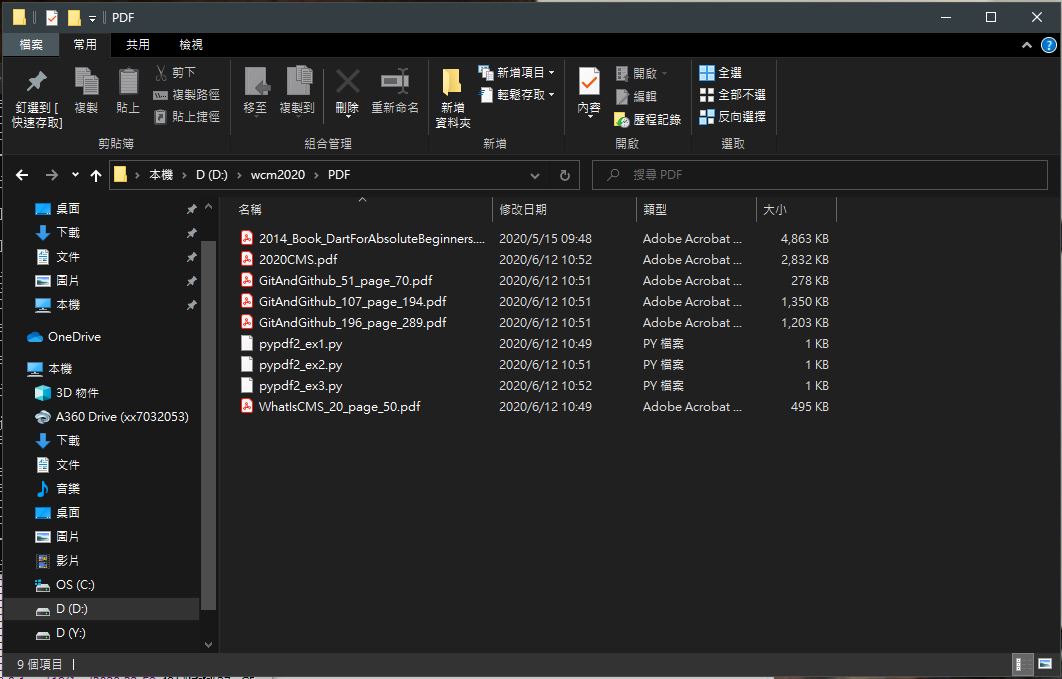 PDF
檔案 常用 共用 檢視
釘選到 [快速存取]
複製
貼上
剪下
複製路徑
貼上捷徑
剪貼簿
移至
複製到
刪除
重新命名
組合管理
新增資料夾
新增項目
輕鬆存取
新增
內容
開啟
編輯
歷程記錄
開啟
全選
全部不選
反向選擇
選取
本機 › D (D:) › wcm2020 › PDF
搜尋 PDF
桌面
下載
文件
圖片
本機
OneDrive
本機
3D 物件
A360 Drive (xx7032053)
下載
文件
音樂
桌面
圖片
影片
OS (C:)
D (D:)
D (Y:)
名稱 修改日期 類型 大小
2014_Book_DartForAbsoluteBeginners.... 2020/5/15 09:48 Adobe Acrobat ... 4,863 KB
2020CMS.pdf 2020/6/12 10:52 Adobe Acrobat ... 2,832 KB
GitAndGithub_51_page_70.pdf 2020/6/12 10:51 Adobe Acrobat ... 278 KB
GitAndGithub_107_page_194.pdf 2020/6/12 10:51 Adobe Acrobat ... 1,350 KB
GitAndGithub_196_page_289.pdf 2020/6/12 10:51 Adobe Acrobat ... 1,203 KB
pypdf2_ex1.py 2020/6/12 10:49 PY 檔案 1 KB
pypdf2_ex2.py 2020/6/12 10:51 PY 檔案 1 KB
pypdf2_ex3.py 2020/6/12 10:52 PY 檔案 1 KB
WhatIsCMS_20_page_50.pdf 2020/6/12 10:49 Adobe Acrobat ... 495 KB
9 個項目